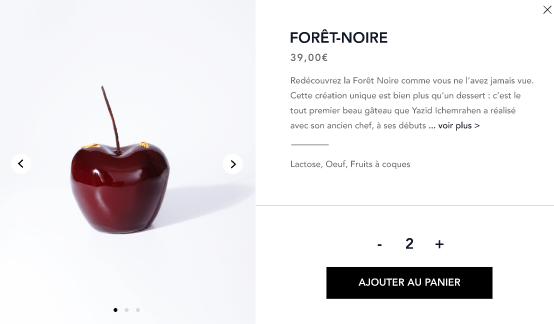 FORÊT-NOIRE
39,00€
Redécouvrez la Forêt Noire comme vous ne l'avez jamais vue.
Cette création unique est bien plus qu'un dessert : c'est le
tout premier beau gâteau que Yazid Ichemrahen a réalisé
avec son ancien chef, à ses débuts ... voir plus >
Lactose, Oeuf, Fruits à coques
- 2 +
AJOUTER AU PANIER